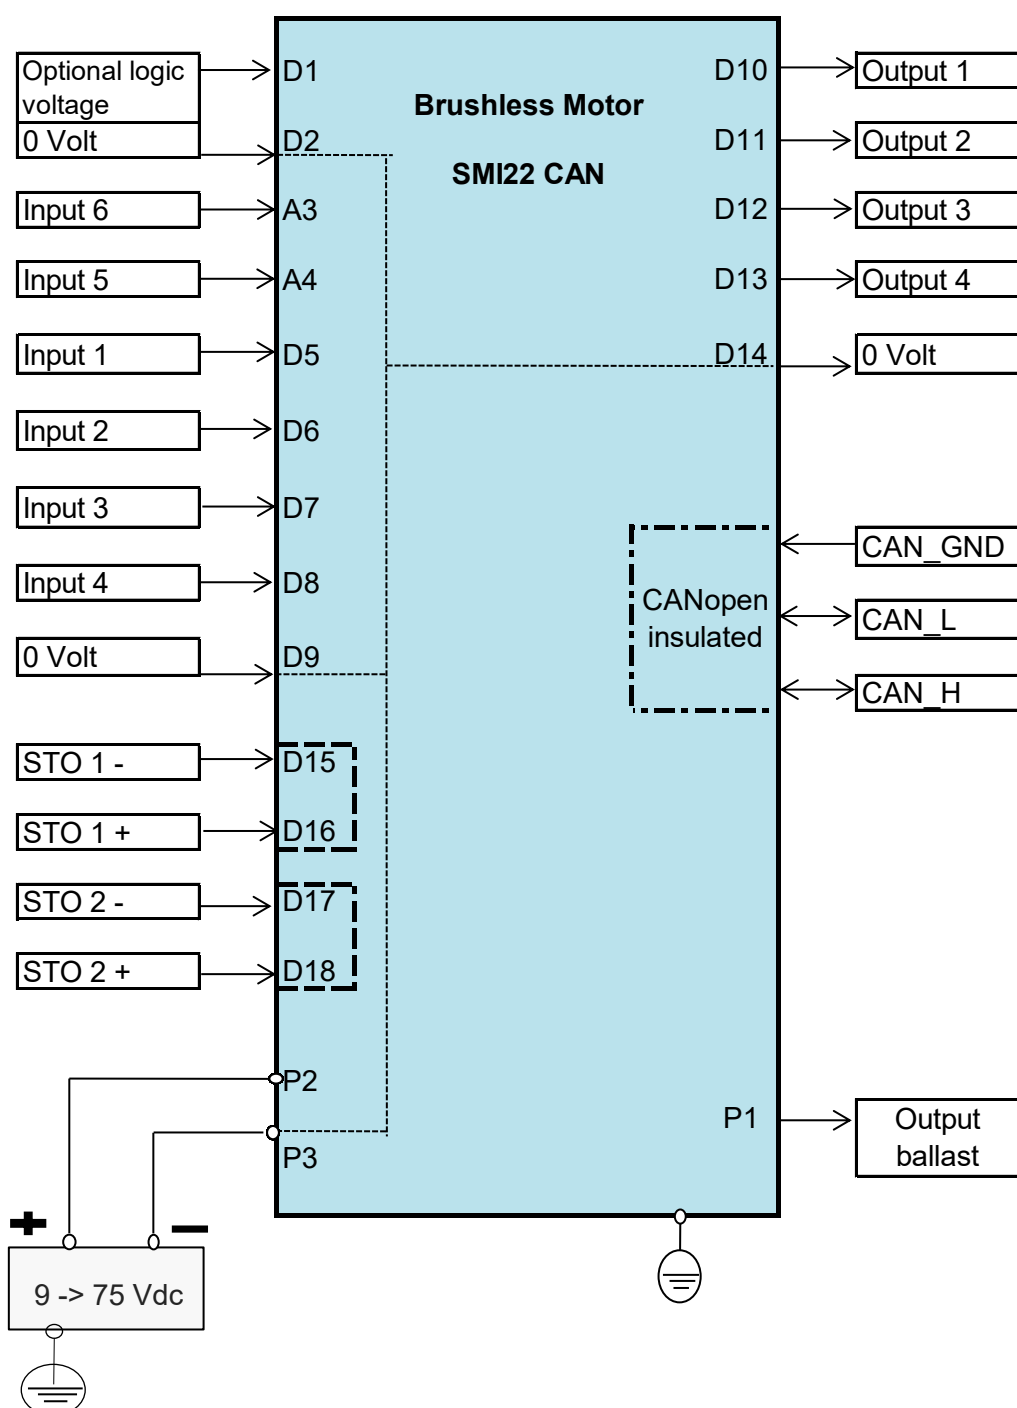 Optional logic
voltage
0 Volt
Input 6
Input 5
Input 1
Input 2
Input 3
Input 4
0 Volt
STO 1 -
STO 1 +
STO 2 -
STO 2 +
D1
D2
A3
A4
D5
D6
D7
D8
D9
D15
D16
D17
D18
P2
P3
Brushless Motor
SMI22 CAN
CANopen
insulated
D10
D11
D12
D13
D14
P1
Output 1
Output 2
Output 3
Output 4
0 Volt
CAN_GND
CAN_L
CAN_H
Output
ballast
+ −
9 -> 75 Vdc